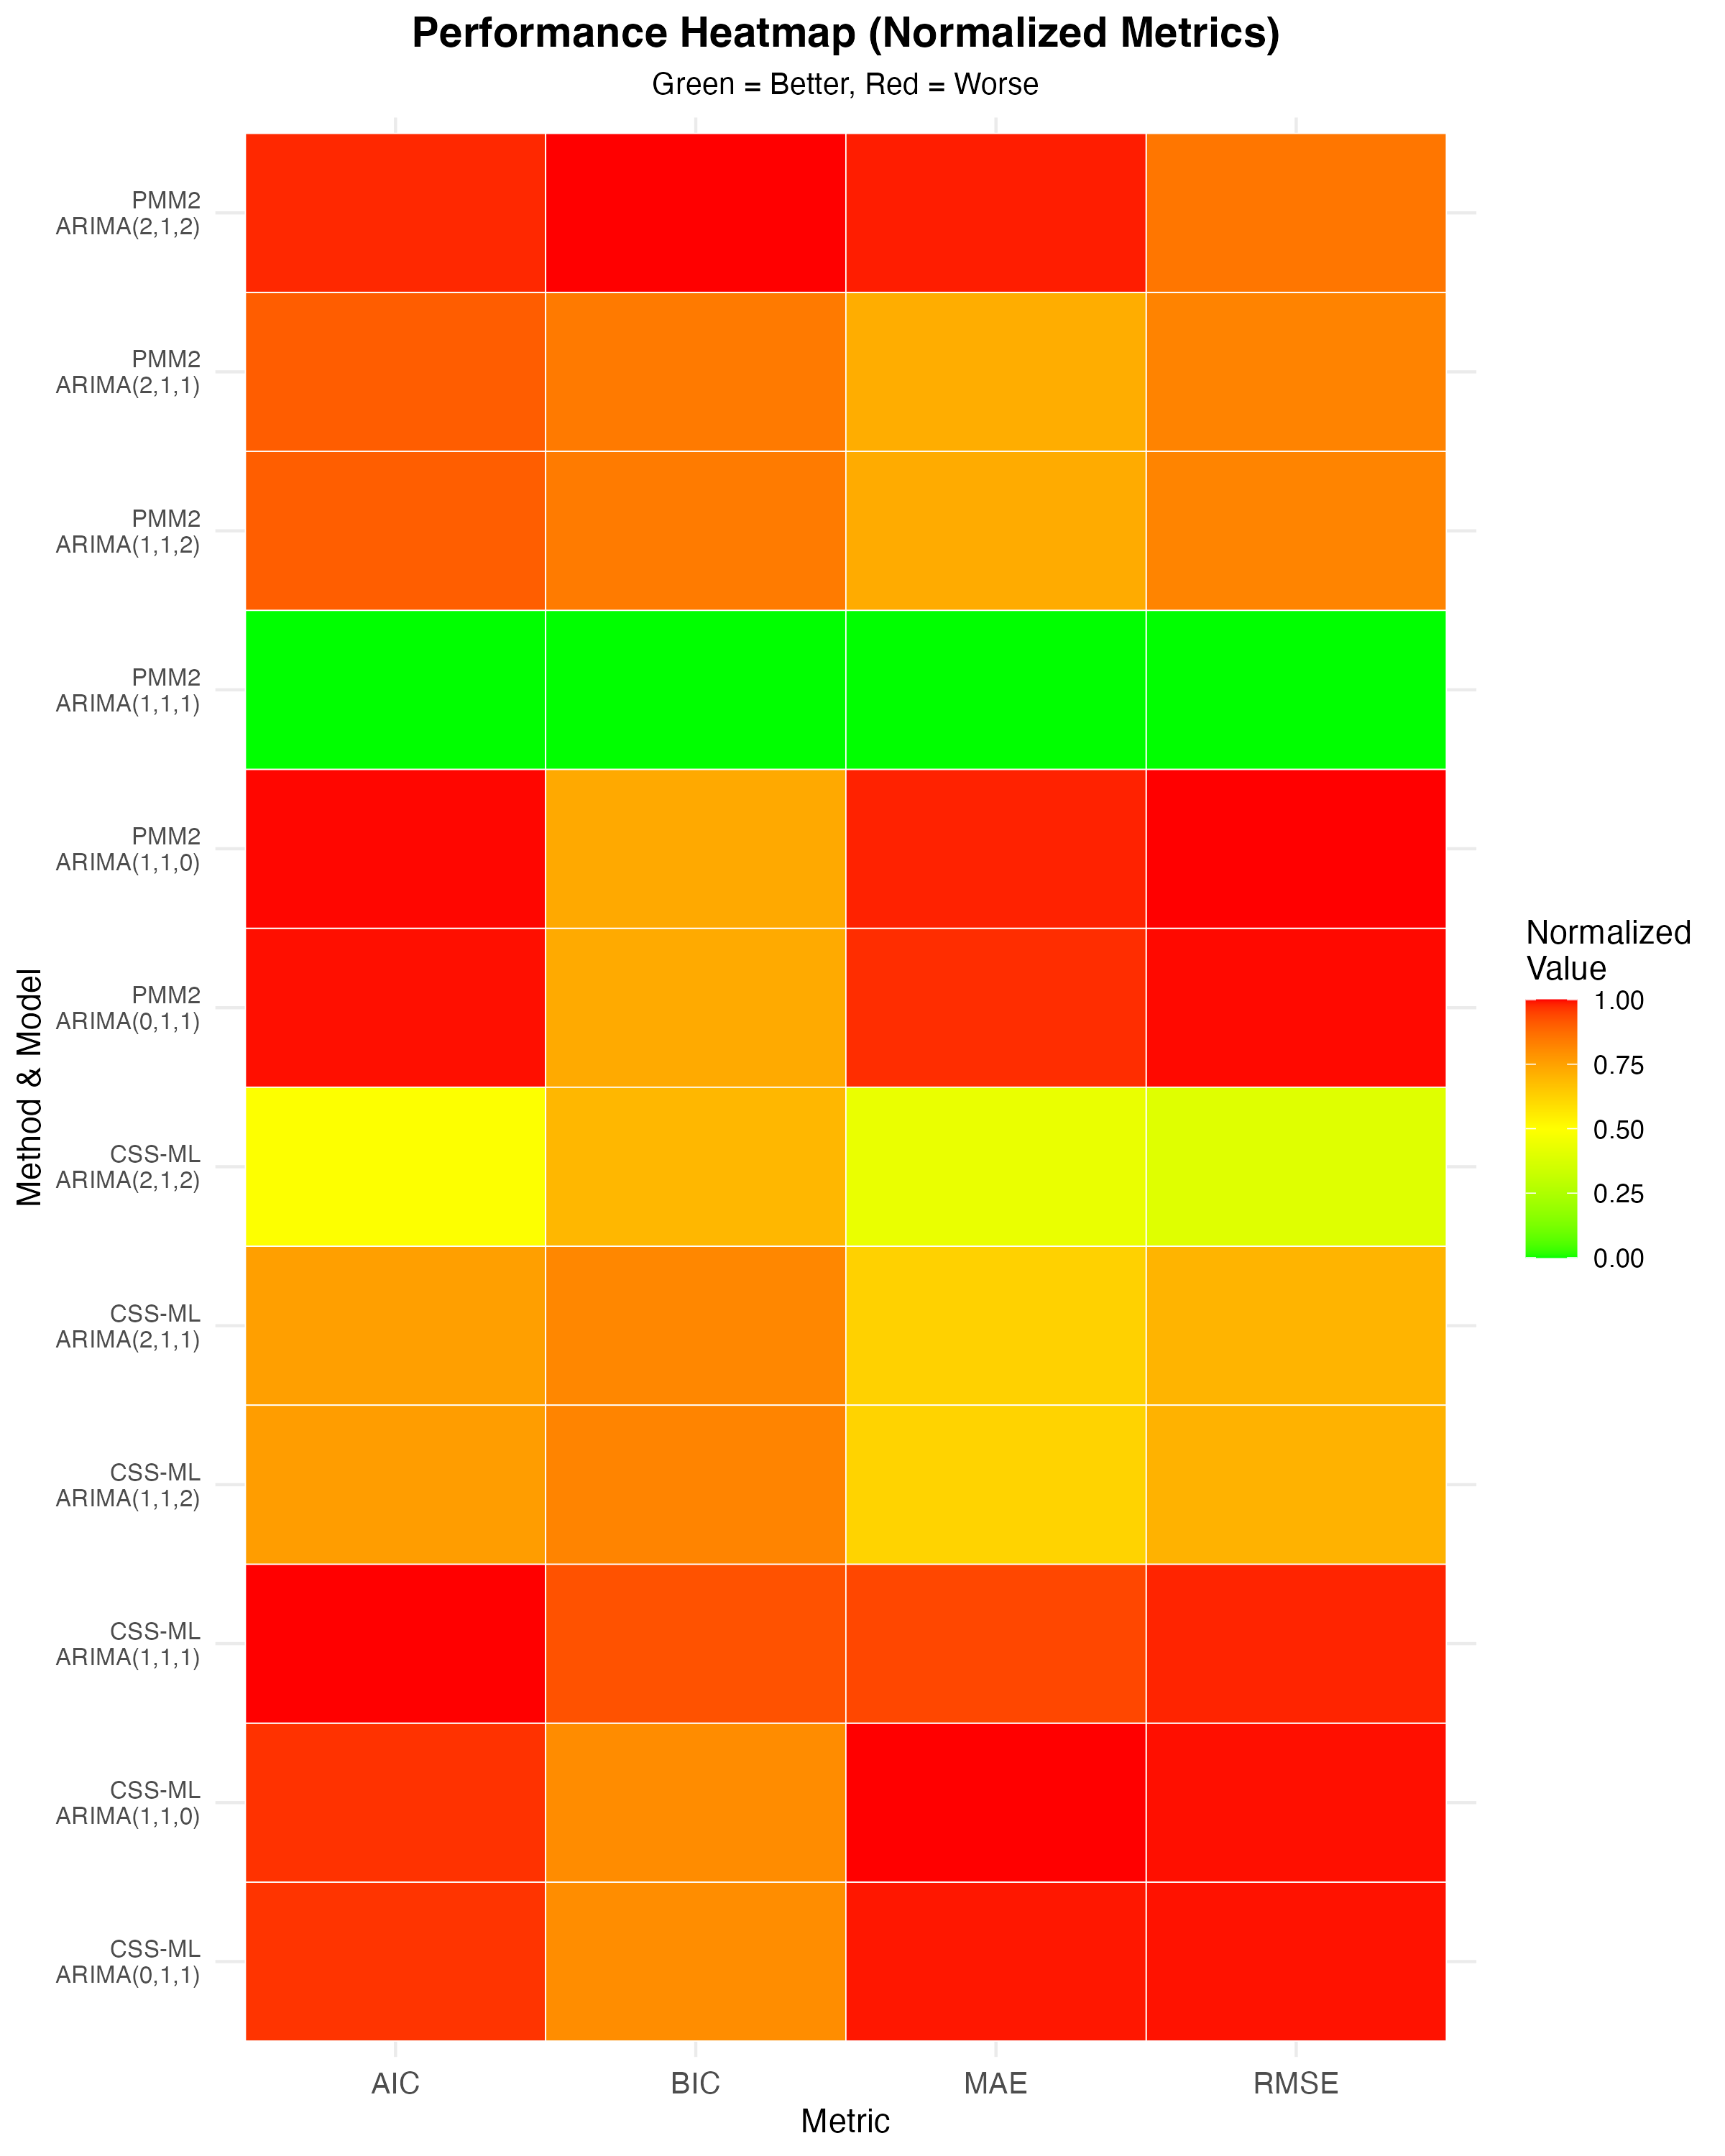 Performance Heatmap (Normalized Metrics)
Green = Better, Red = Worse
Method & Model
PMM2
ARIMA(2,1,2)
PMM2
ARIMA(2,1,1)
PMM2
ARIMA(1,1,2)
PMM2
ARIMA(1,1,1)
PMM2
ARIMA(1,1,0)
PMM2
ARIMA(0,1,1)
CSS-ML
ARIMA(2,1,2)
CSS-ML
ARIMA(2,1,1)
CSS-ML
ARIMA(1,1,2)
CSS-ML
ARIMA(1,1,1)
CSS-ML
ARIMA(1,1,0)
CSS-ML
ARIMA(0,1,1)
AIC BIC MAE RMSE
Metric
Normalized
Value
1.00
0.75
0.50
0.25
0.00